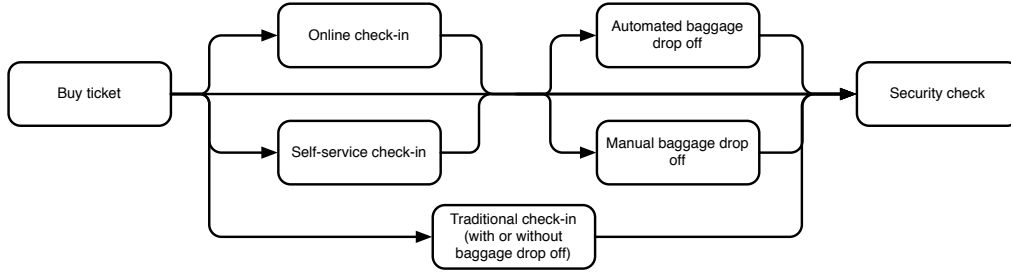 Buy ticket
Online check-in
Self-service check-in
Traditional check-in
(with or without
baggage drop off)
Automated baggage
drop off
Manual baggage drop
off
Security check